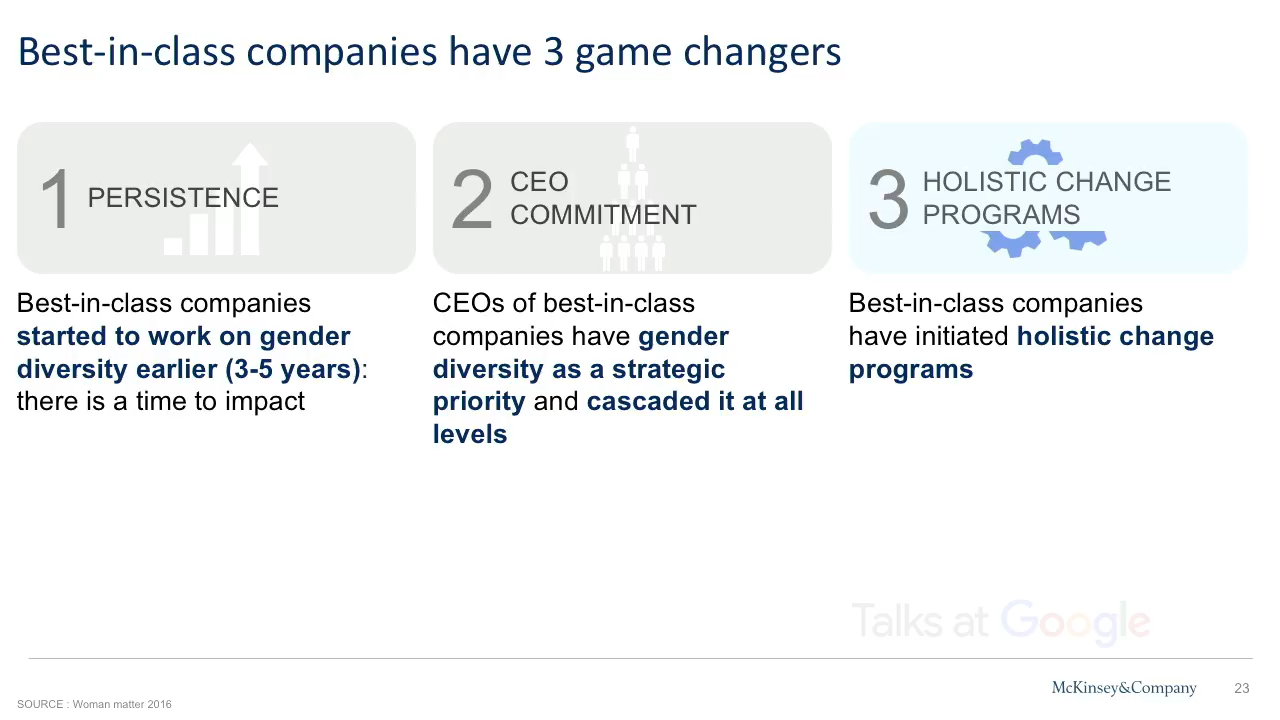 Best-in-class companies have 3 game changers
1 PERSISTENCE
2 CEO
COMMITMENT
3 HOLISTIC CHANGE
PROGRAMS
Best-in-class companies
started to work on gender
diversity earlier (3-5 years):
there is a time to impact
CEOs of best-in-class
companies have gender
diversity as a strategic
priority and cascaded it at all
levels
Best-in-class companies
have initiated holistic change
programs
Talks at Google
McKinsey&Company 23
SOURCE : Woman matter 2016